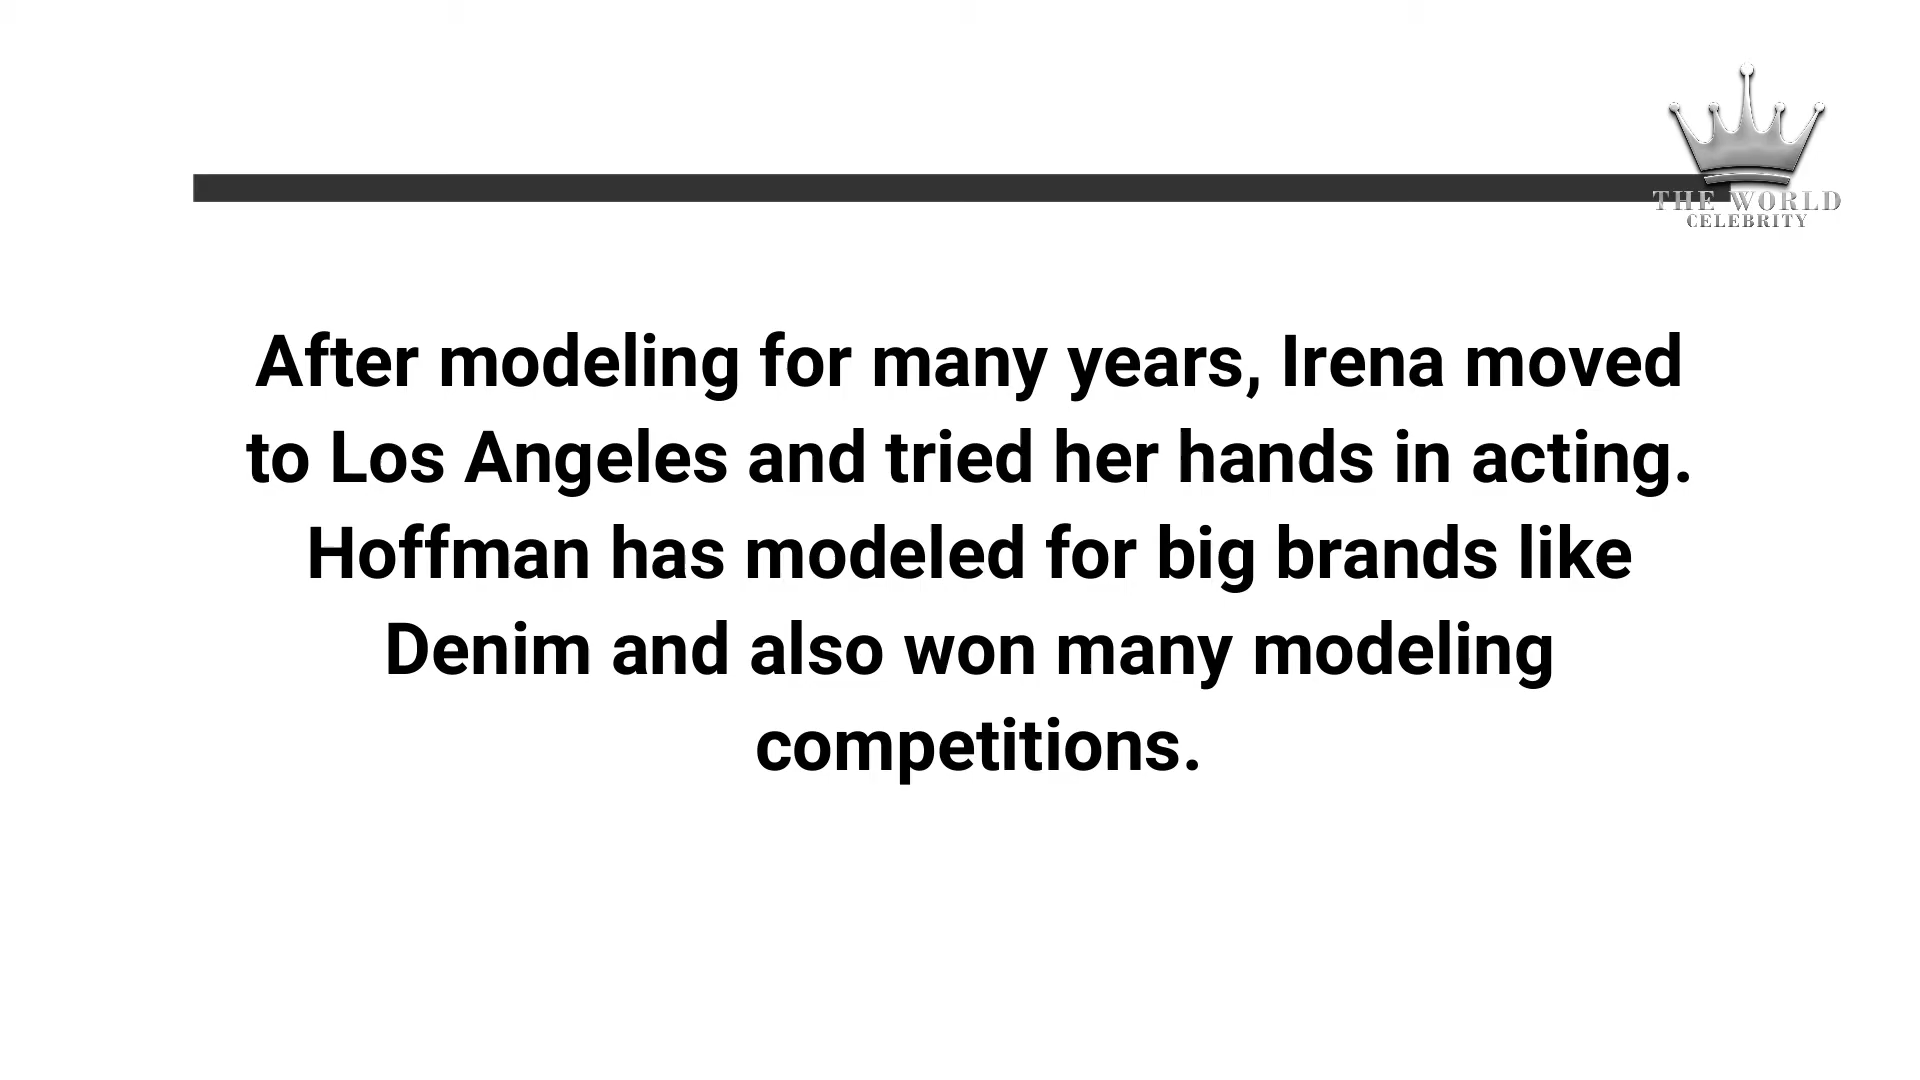 THE WORLD
CELEBRITY
After modeling for many years, Irena moved
to Los Angeles and tried her hands in acting.
Hoffman has modeled for big brands like
Denim and also won many modeling
competitions.